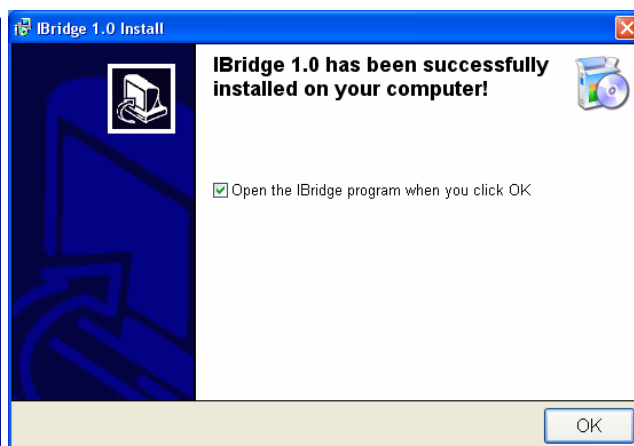 IBridge 1.0 Install
IBridge 1.0 has been successfully
installed on your computer!
Open the IBridge program when you click OK
OK